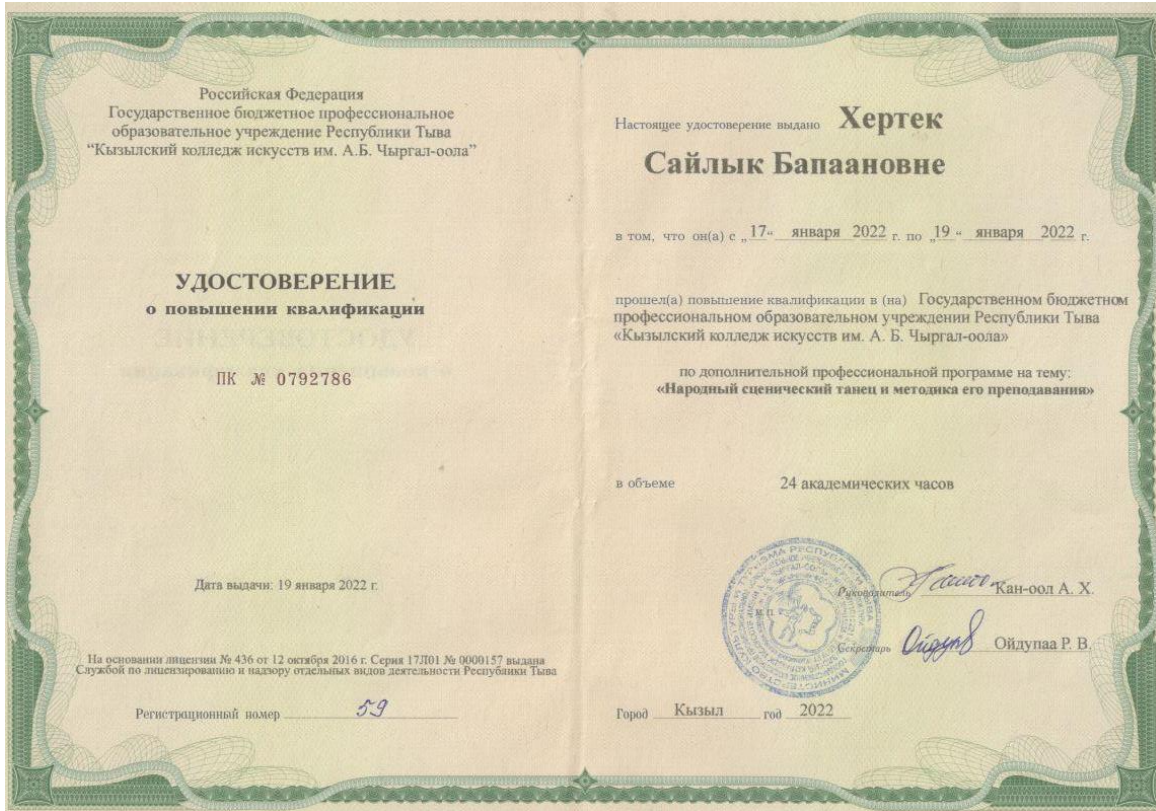 Российская Федерация
Государственное бюджетное профессиональное
образовательное учреждение Республики Тыва
“Кызылский колледж искусств им. А.Б. Чыргал-оола”
УДОСТОВЕРЕНИЕ
о повышении квалификации
ПК № 0792786
Дата выдачи: 19 января 2022 г.
На основании лицензии № 436 от 12 октября 2016 г. Серия 17Л01 № 0000157 выдана
Службой по лицензированию и надзору отдельных видов деятельности Республики Тыва
Регистрационный номер 59
Настоящее удостоверение выдано Хертек
Сайлык Бапаановне
в том, что он(а) с „17“ января 2022 г. по „19“ января 2022 г.
прошел(а) повышение квалификации в (на) Государственном бюджетном
профессиональном образовательном учреждении Республики Тыва
«Кызылский колледж искусств им. А. Б. Чыргал-оола»
по дополнительной профессиональной программе на тему:
«Народный сценический танец и методика его преподавания»
в объеме 24 академических часов
Руководитель Кан-оол А. Х.
М.П.
Секретарь Ойдупаа Р. В.
Город Кызыл год 2022